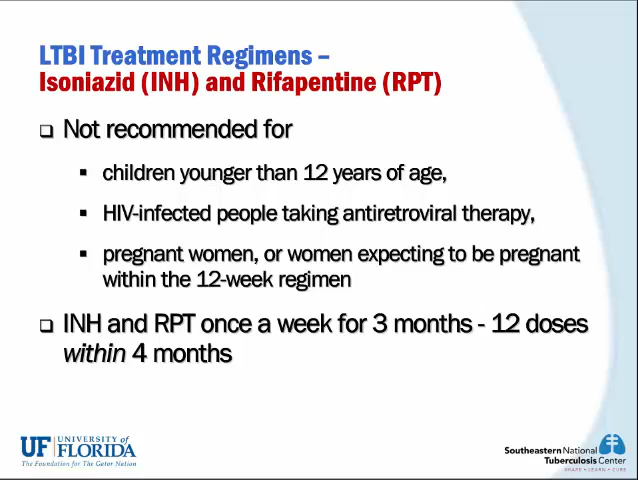 LTBI Treatment Regimens –
Isoniazid (INH) and Rifapentine (RPT)
Not recommended for
children younger than 12 years of age,
HIV-infected people taking antiretroviral therapy,
pregnant women, or women expecting to be pregnant
within the 12-week regimen
INH and RPT once a week for 3 months - 12 doses
within 4 months
UF UNIVERSITY of
FLORIDA
The Foundation for The Gator Nation
Southeastern National
Tuberculosis Center
SHARE • LEARN • CURE